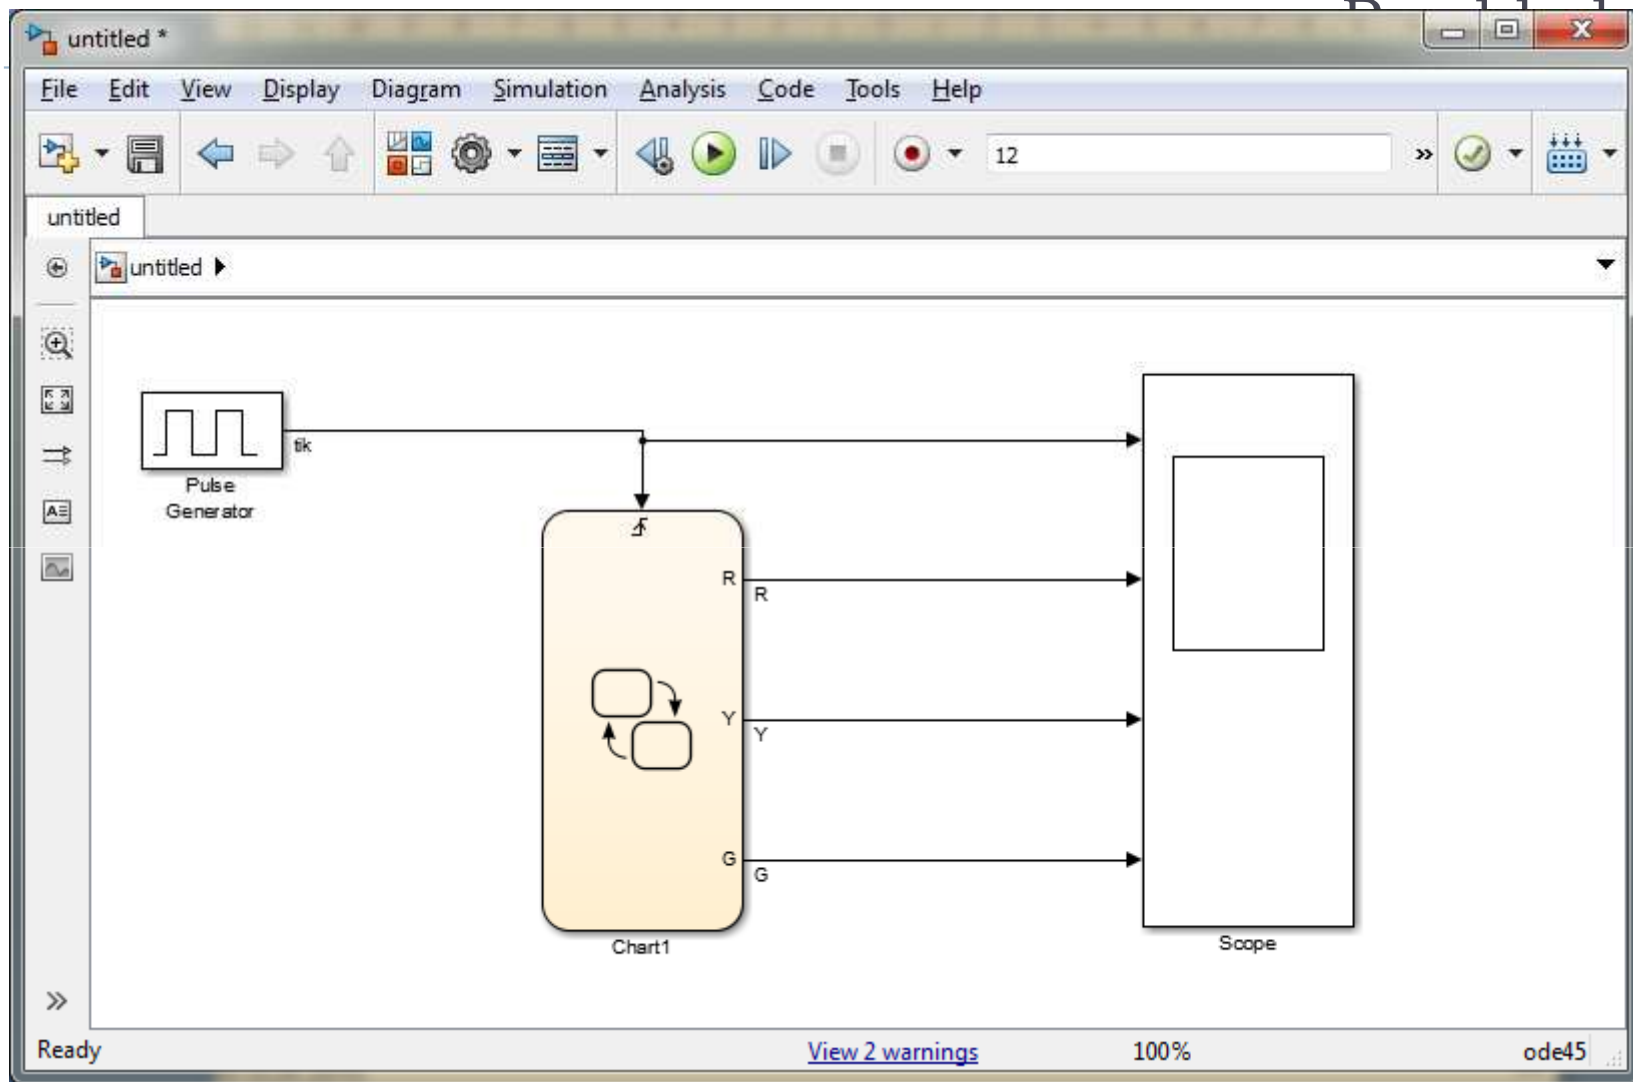 untitled *
File Edit View Display Diagram Simulation Analysis Code Tools Help
12
untitled
untitled
tik
Pulse
Generator
R
R
Y
Y
G
G
Chart1
Scope
Ready
View 2 warnings
100%
ode45